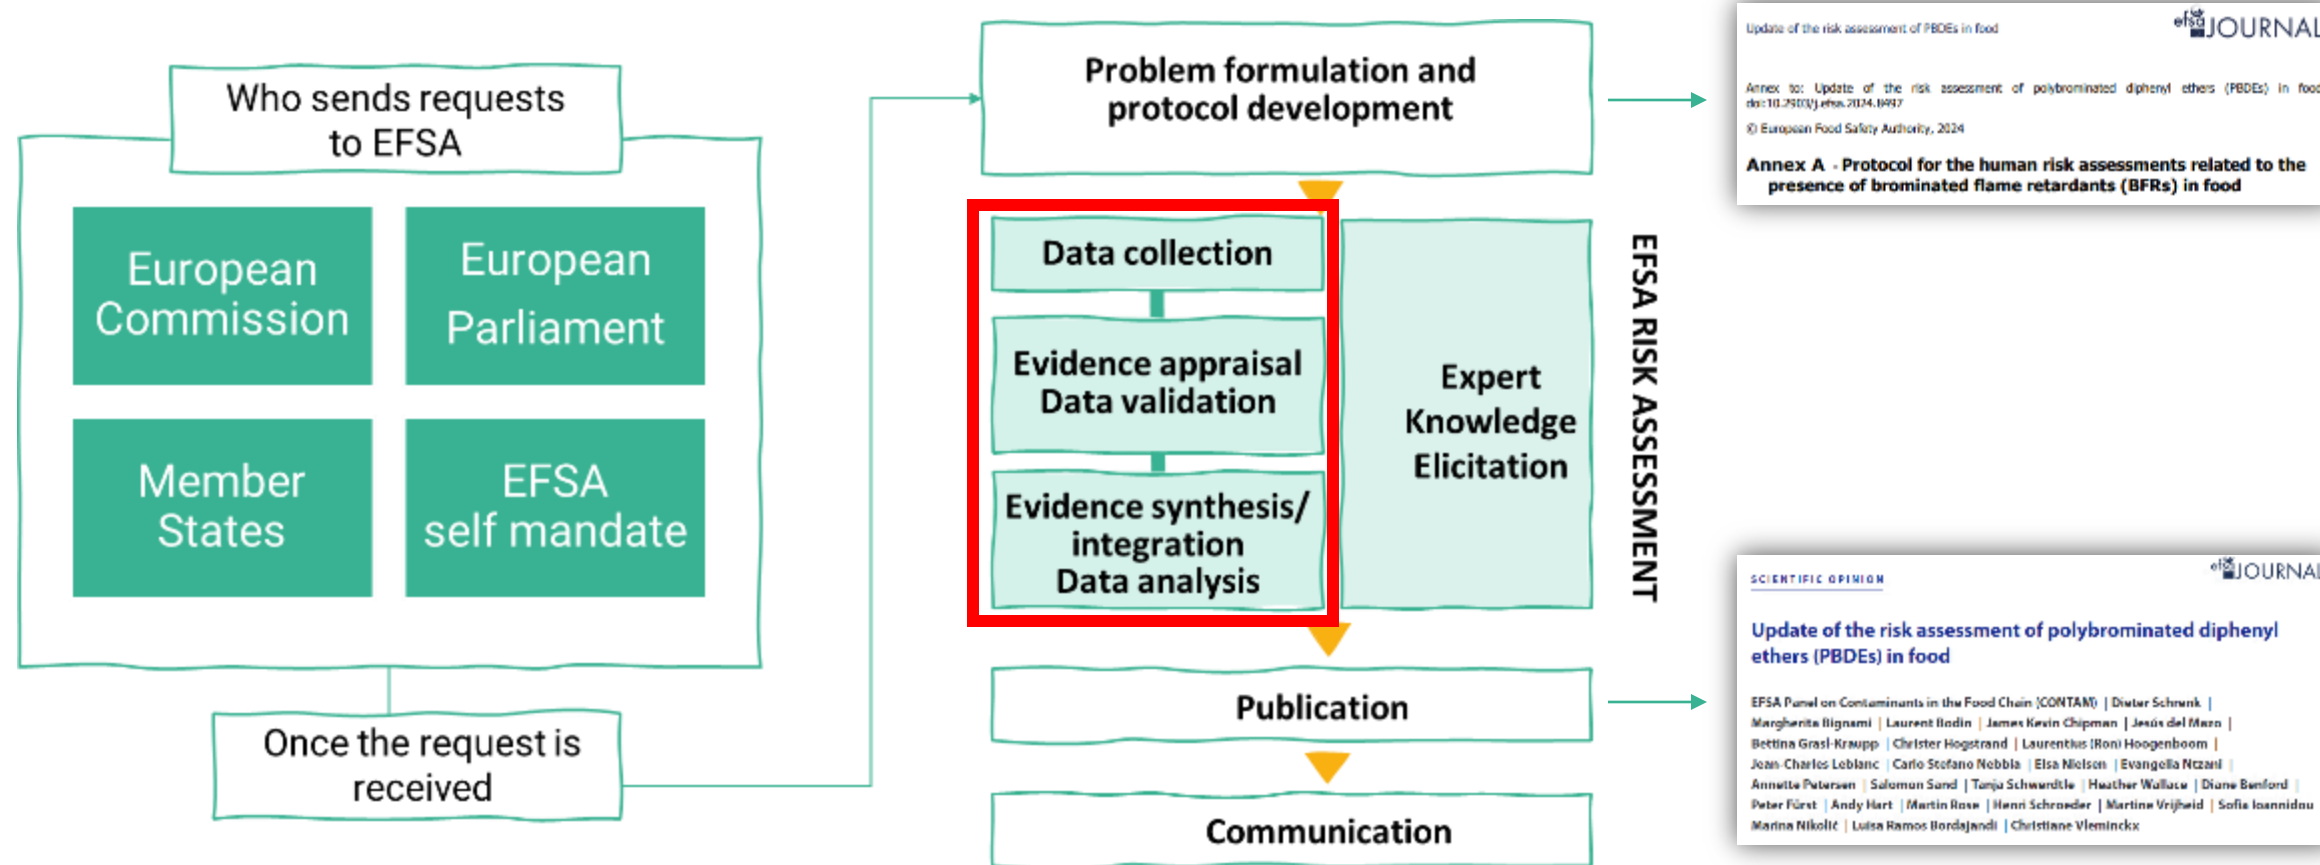 Who sends requests
to EFSA
European
Commission
European
Parliament
Member
States
EFSA
self mandate
Once the request is
received
Problem formulation and
protocol development
Data collection
Evidence appraisal
Data validation
Evidence synthesis/
integration
Data analysis
Expert
Knowledge
Elicitation
EFSA RISK ASSESSMENT
Publication
Communication
Update of the risk assessment of PBDEs in food
efsa JOURNAL
Annex to: Update of the risk assessment of polybrominated diphenyl ethers (PBDEs) in food
doi:10.2903/j.efsa.2024.8497
© European Food Safety Authority, 2024
Annex A - Protocol for the human risk assessments related to the
presence of brominated flame retardants (BFRs) in food
SCIENTIFIC OPINION
efsa JOURNAL
Update of the risk assessment of polybrominated diphenyl
ethers (PBDEs) in food
EFSA Panel on Contaminants in the Food Chain (CONTAM) | Dieter Schrenk |
Margherita Bignami | Laurent Bodin | James Kevin Chipman | Jesús del Mazo |
Bettina Grasl-Kraupp | Christer Hogstrand | Laurentius (Ron) Hoogenboom |
Jean-Charles Leblanc | Carlo Stefano Nebbia | Elsa Nielsen | Evangelia Ntzani |
Annette Petersen | Salomon Sand | Tanja Schwerdtle | Heather Wallace | Diane Benford |
Peter Fürst | Andy Hart | Martin Rose | Henri Schroeder | Martine Vrijheid | Sofia Ioannidou
Marina Nikolič | Luisa Ramos Bordajandi | Christiane Vleminckx